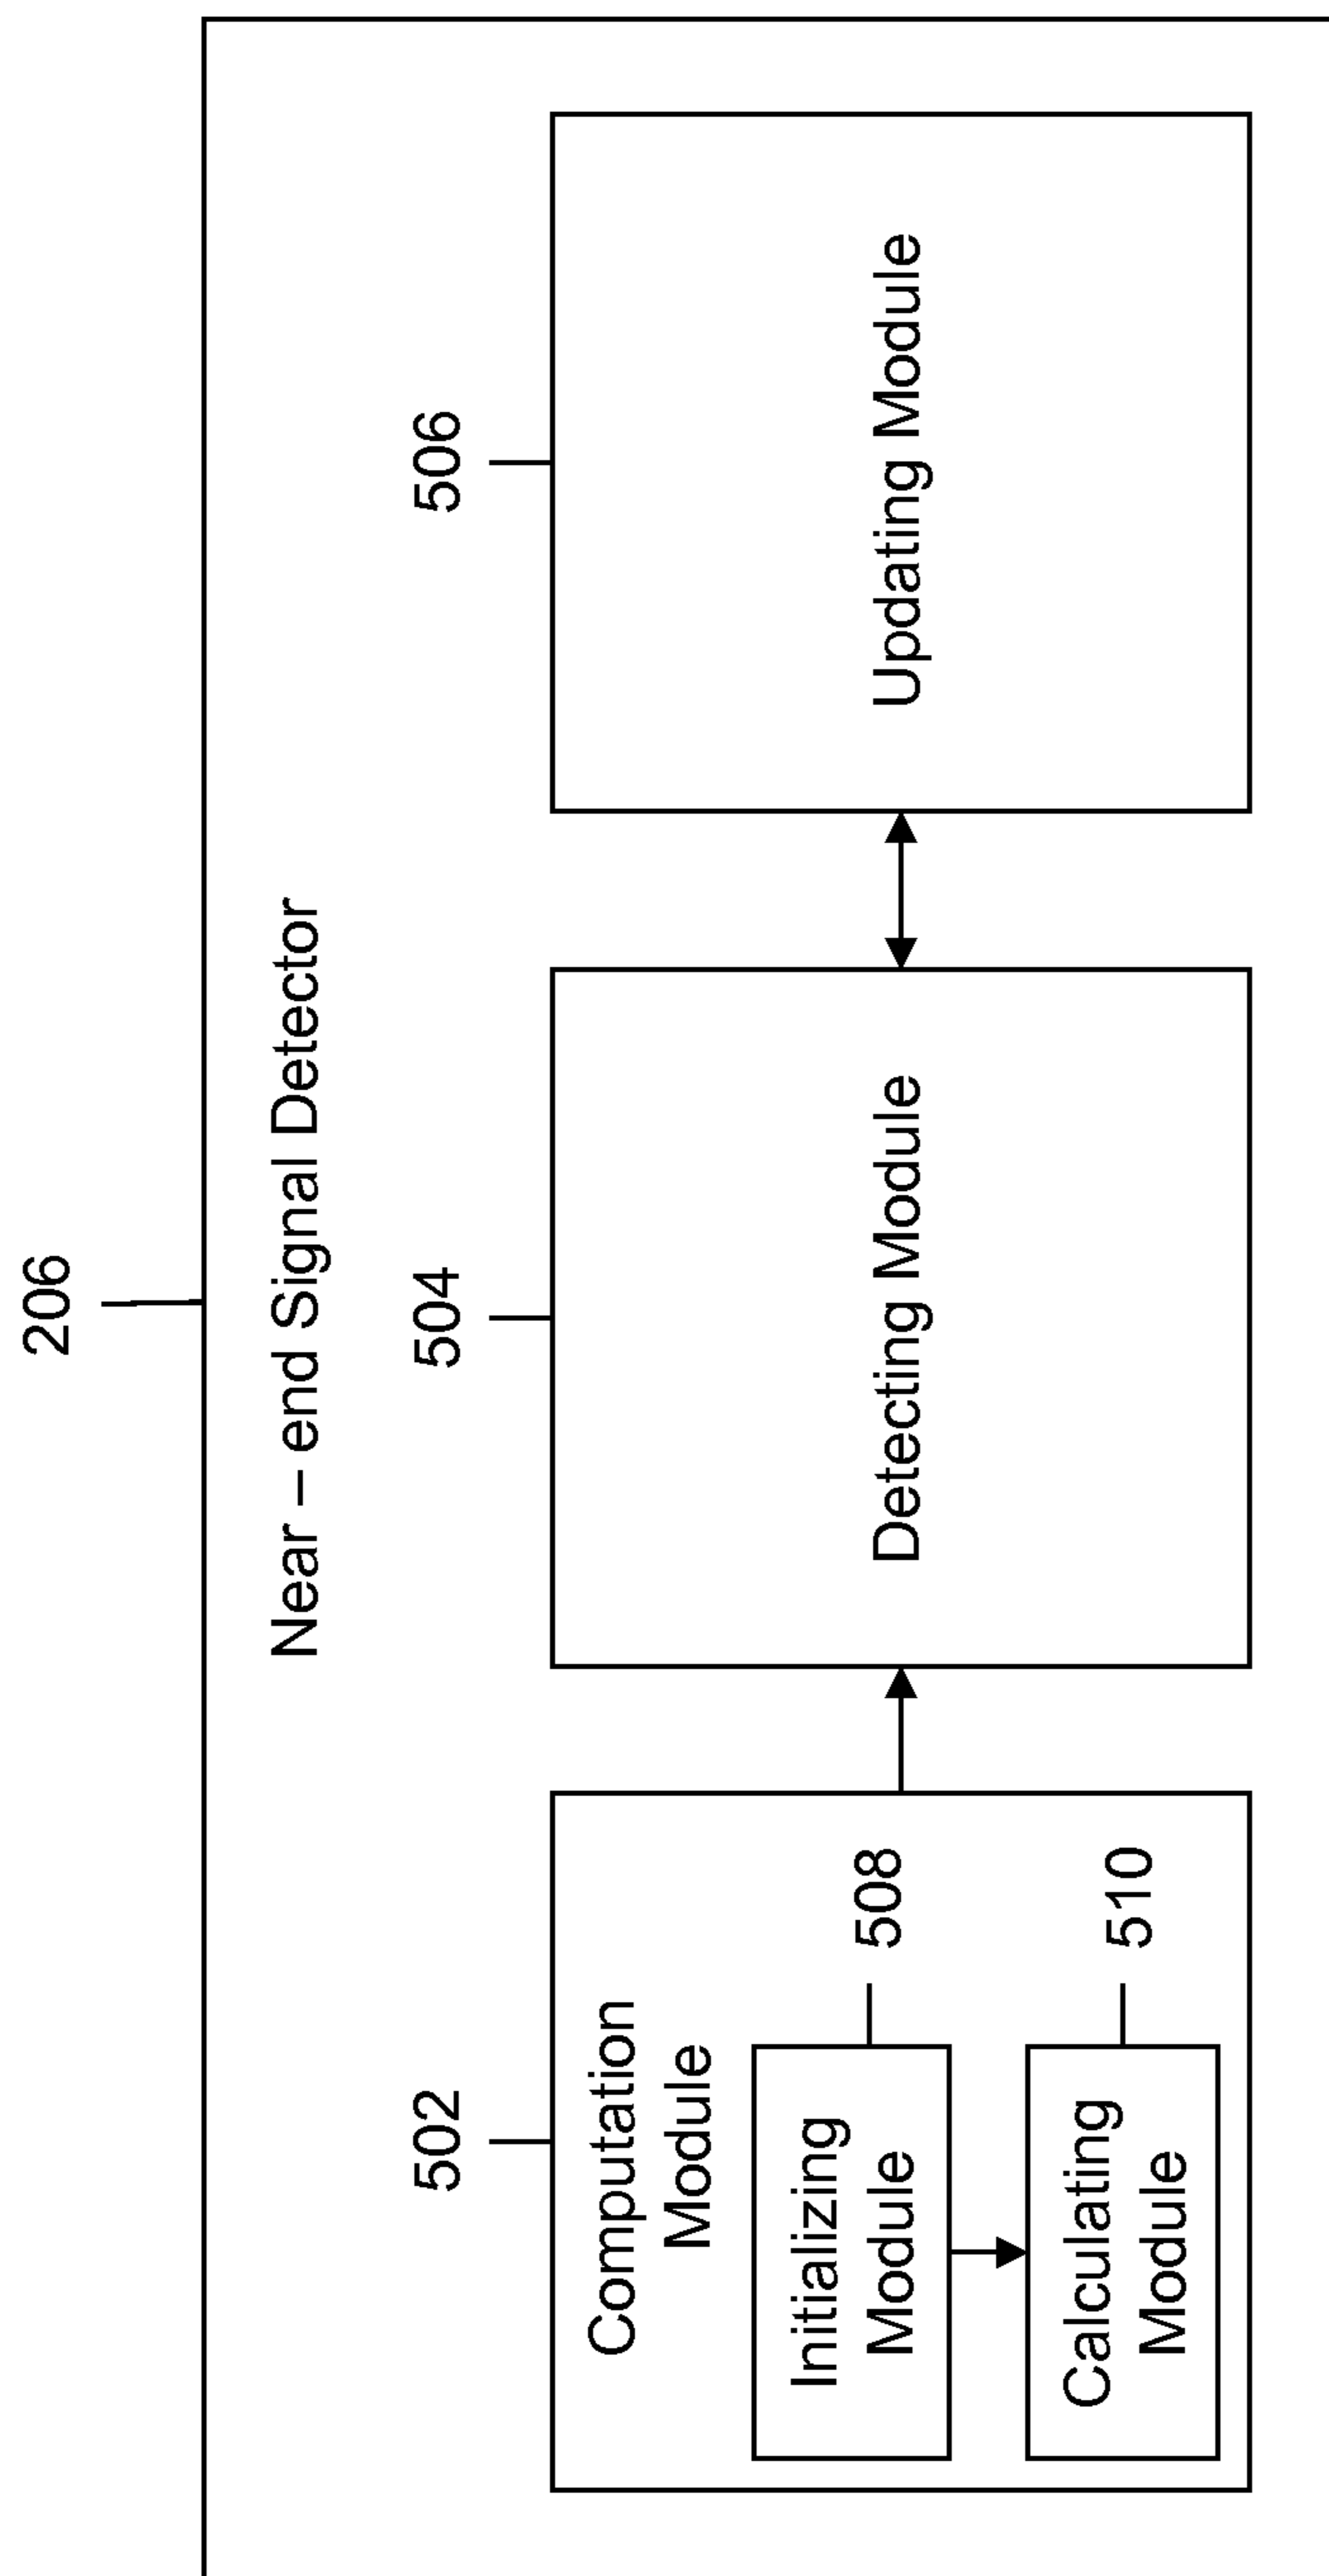 206
Near – end Signal Detector
502
504
506
Computation
Module
508
Initializing
Module
510
Calculating
Module
Detecting Module
Updating Module